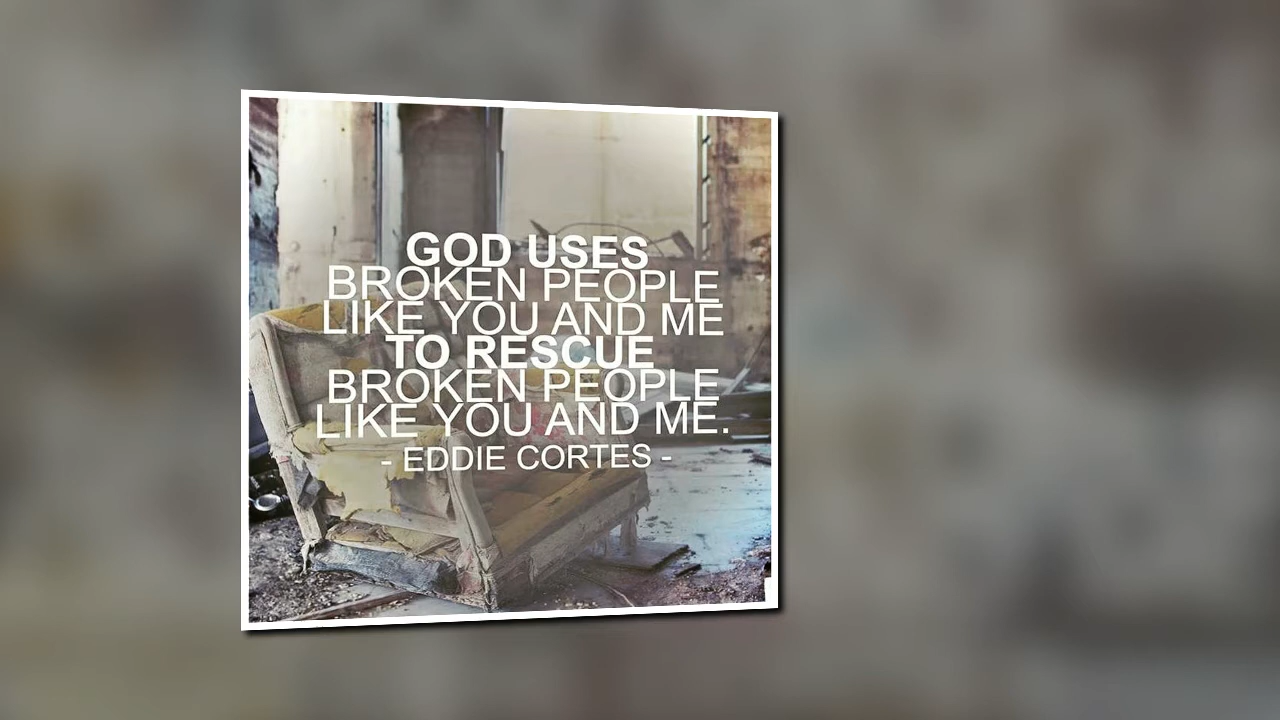 GOD USES
BROKEN PEOPLE
LIKE YOU AND ME
TO RESCUE
BROKEN PEOPLE
LIKE YOU AND ME.
- EDDIE CORTES -